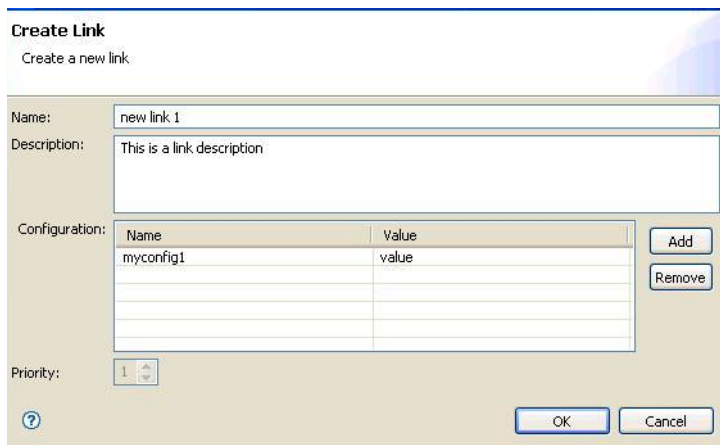 Create Link
Create a new link
Name: new link 1
Description: This is a link description
Configuration: Name Value
Add
myconfig1 value
Remove
Priority: 1
? OK Cancel